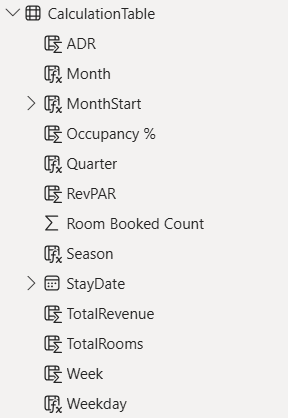 CalculationTable
ADR
Month
MonthStart
Occupancy %
Quarter
RevPAR
Room Booked Count
Season
StayDate
TotalRevenue
TotalRooms
Week
Weekday